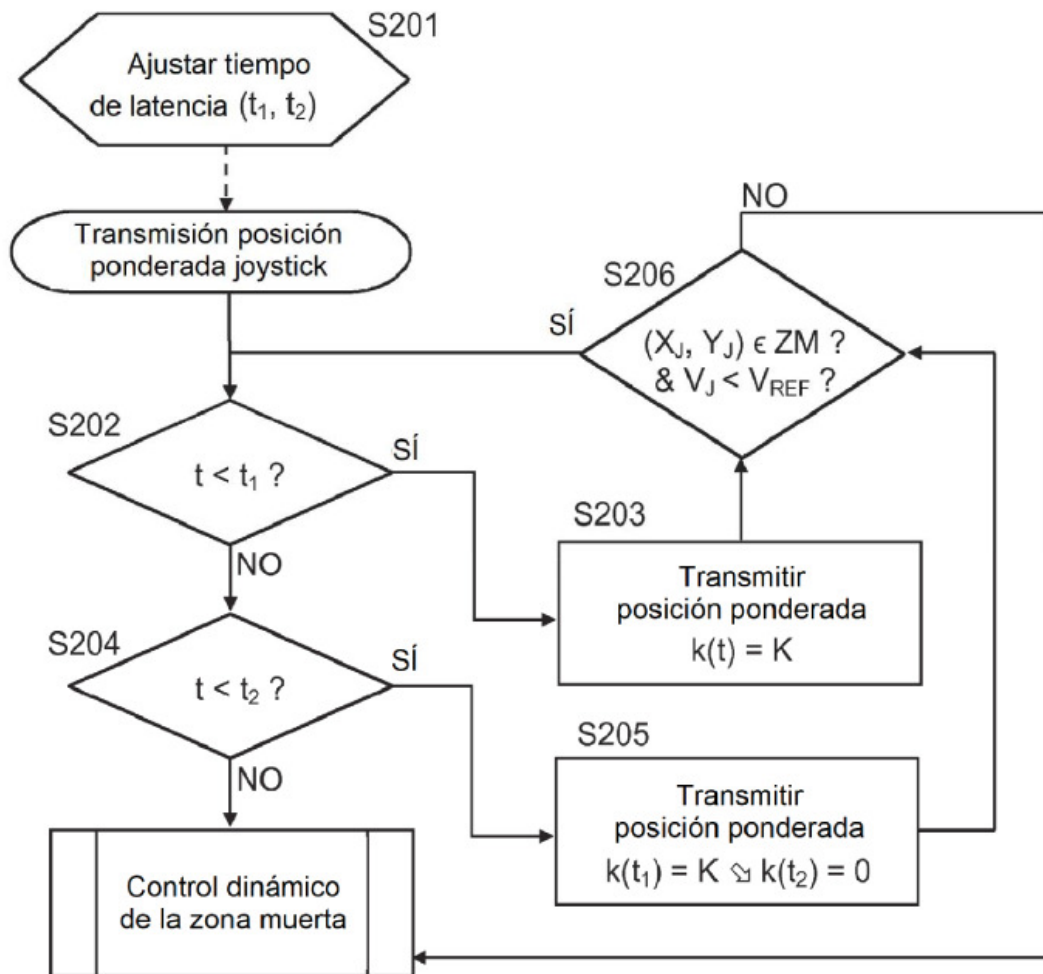 S201
Ajustar tiempo
de latencia (t₁, t₂)
Transmisión posición
ponderada joystick
NO
S206
SÍ
(X_J, Y_J) ϵ ZM ?
& V_J < V_REF ?
S202
SÍ
t < t₁ ?
NO
S203
Transmitir
posición ponderada
k(t) = K
S204
SÍ
t < t₂ ?
NO
S205
Transmitir
posición ponderada
k(t₁) = K ⇘ k(t₂) = 0
Control dinámico
de la zona muerta